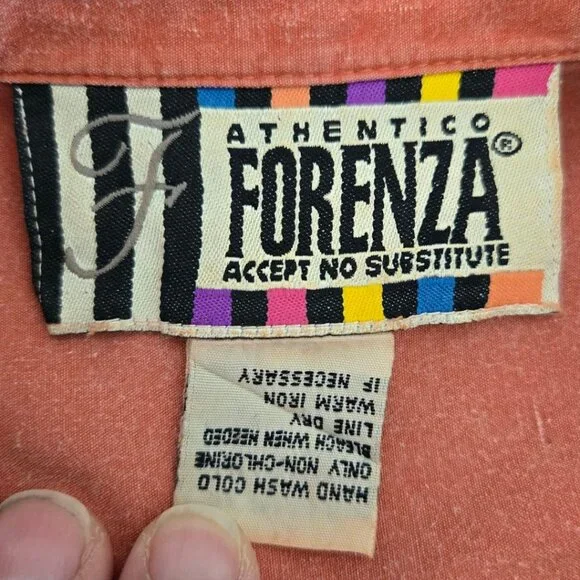 F
ATHENTICO
FORENZA®
ACCEPT NO SUBSTITUTE
HAND WASH COLD
ONLY NON-CHLORINE
BLEACH WHEN NEEDED
LINE DRY
WARM IRON
IF NECESSARY